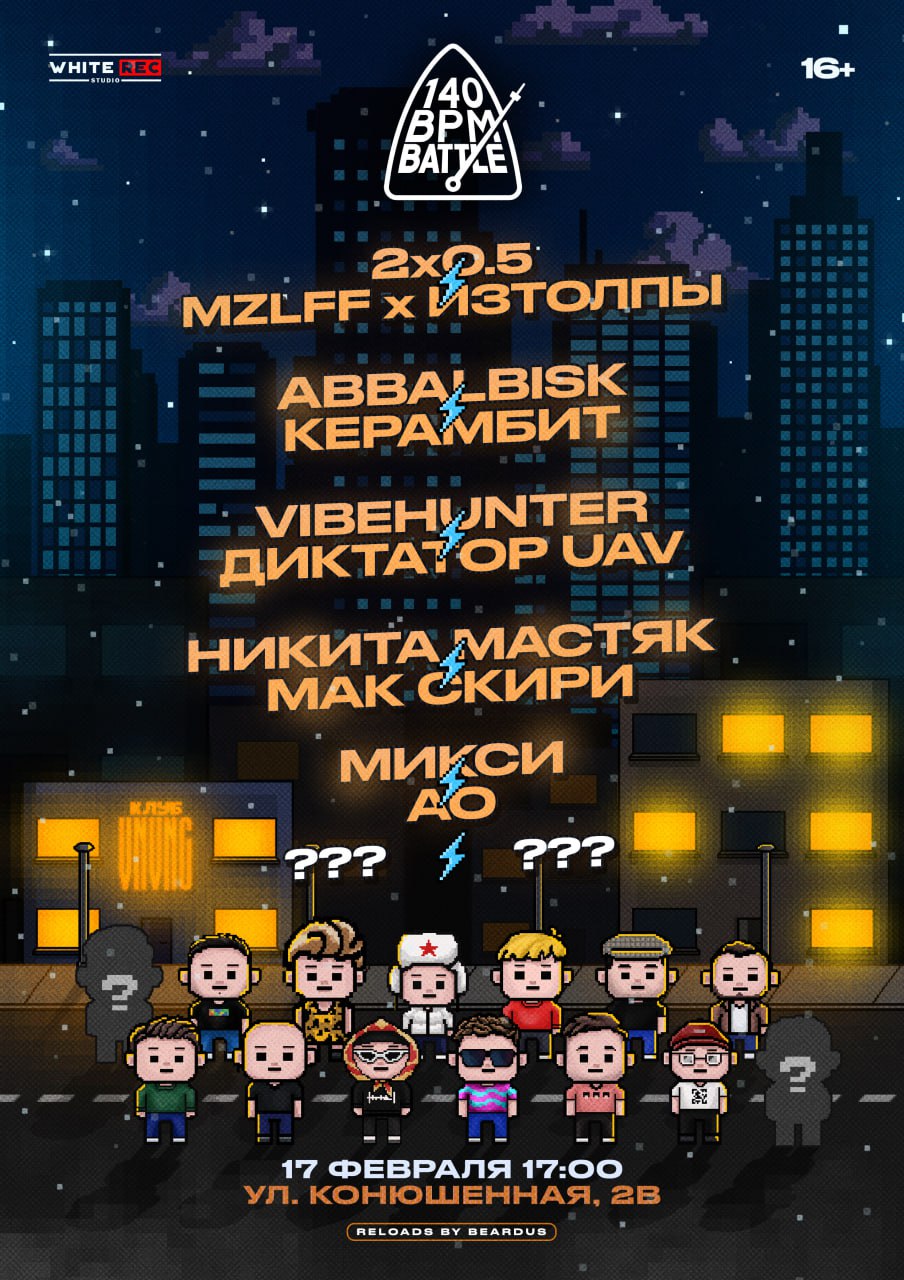 WHITE REC
STUDIO
16+
140
BPM
BATTLE
2x0.5
MZLFF x ИЗТОЛПЫ
ABBALBISK
КЕРАМБИТ
VIBEHUNTER
ДИКТАТОР UAV
НИКИТА МАСТЯК
МАК СКИРИ
МИКСИ
АО
??? ???
КЛУБ
? ?
17 ФЕВРАЛЯ 17:00
УЛ. КОНЮШЕННАЯ, 2В
RELOADS BY BEARDUS